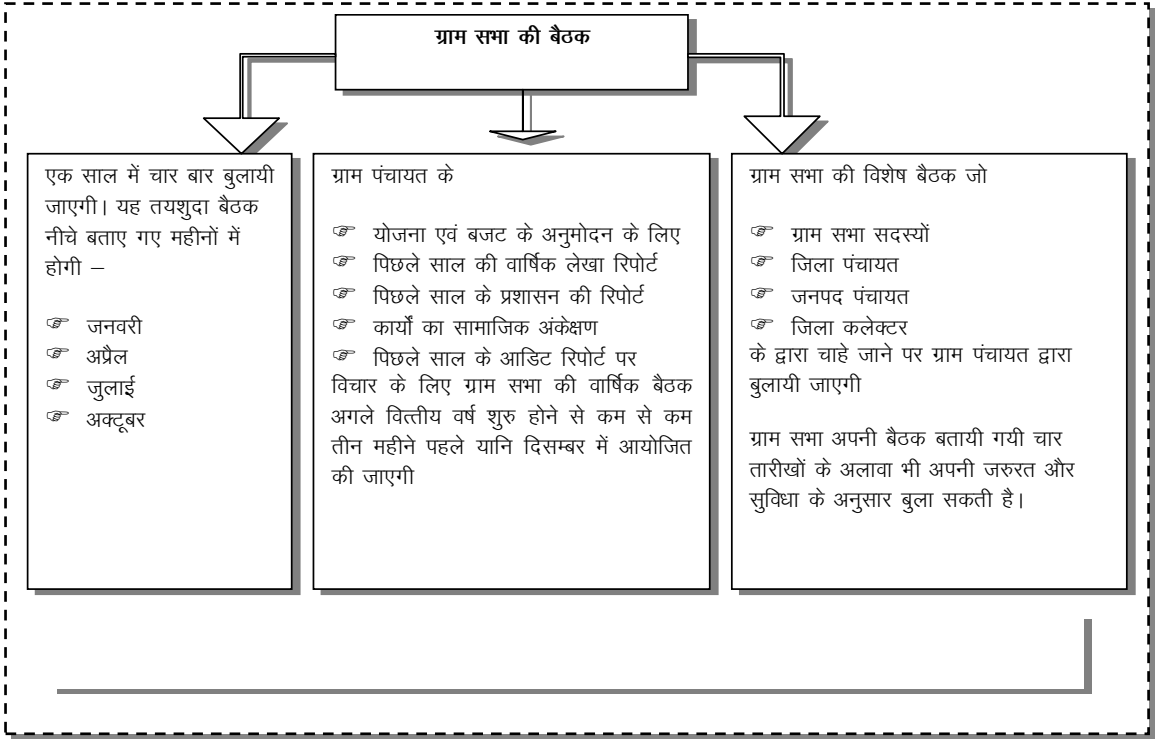 ग्राम सभा की बैठक
एक साल में चार बार बुलायी
जाएगी। यह तयशुदा बैठक
नीचे बताए गए महीनों में
होगी –
☞ जनवरी
☞ अप्रैल
☞ जुलाई
☞ अक्टूबर
ग्राम पंचायत के
☞ योजना एवं बजट के अनुमोदन के लिए
☞ पिछले साल की वार्षिक लेखा रिपोर्ट
☞ पिछले साल के प्रशासन की रिपोर्ट
☞ कार्यों का सामाजिक अंकेक्षण
☞ पिछले साल के आडिट रिपोर्ट पर
विचार के लिए ग्राम सभा की वार्षिक बैठक
अगले वित्तीय वर्ष शुरु होने से कम से कम
तीन महीने पहले यानि दिसम्बर में आयोजित
की जाएगी
ग्राम सभा की विशेष बैठक जो
☞ ग्राम सभा सदस्यों
☞ जिला पंचायत
☞ जनपद पंचायत
☞ जिला कलेक्टर
के द्वारा चाहे जाने पर ग्राम पंचायत द्वारा
बुलायी जाएगी
ग्राम सभा अपनी बैठक बतायी गयी चार
तारीखों के अलावा भी अपनी जरुरत और
सुविधा के अनुसार बुला सकती है।